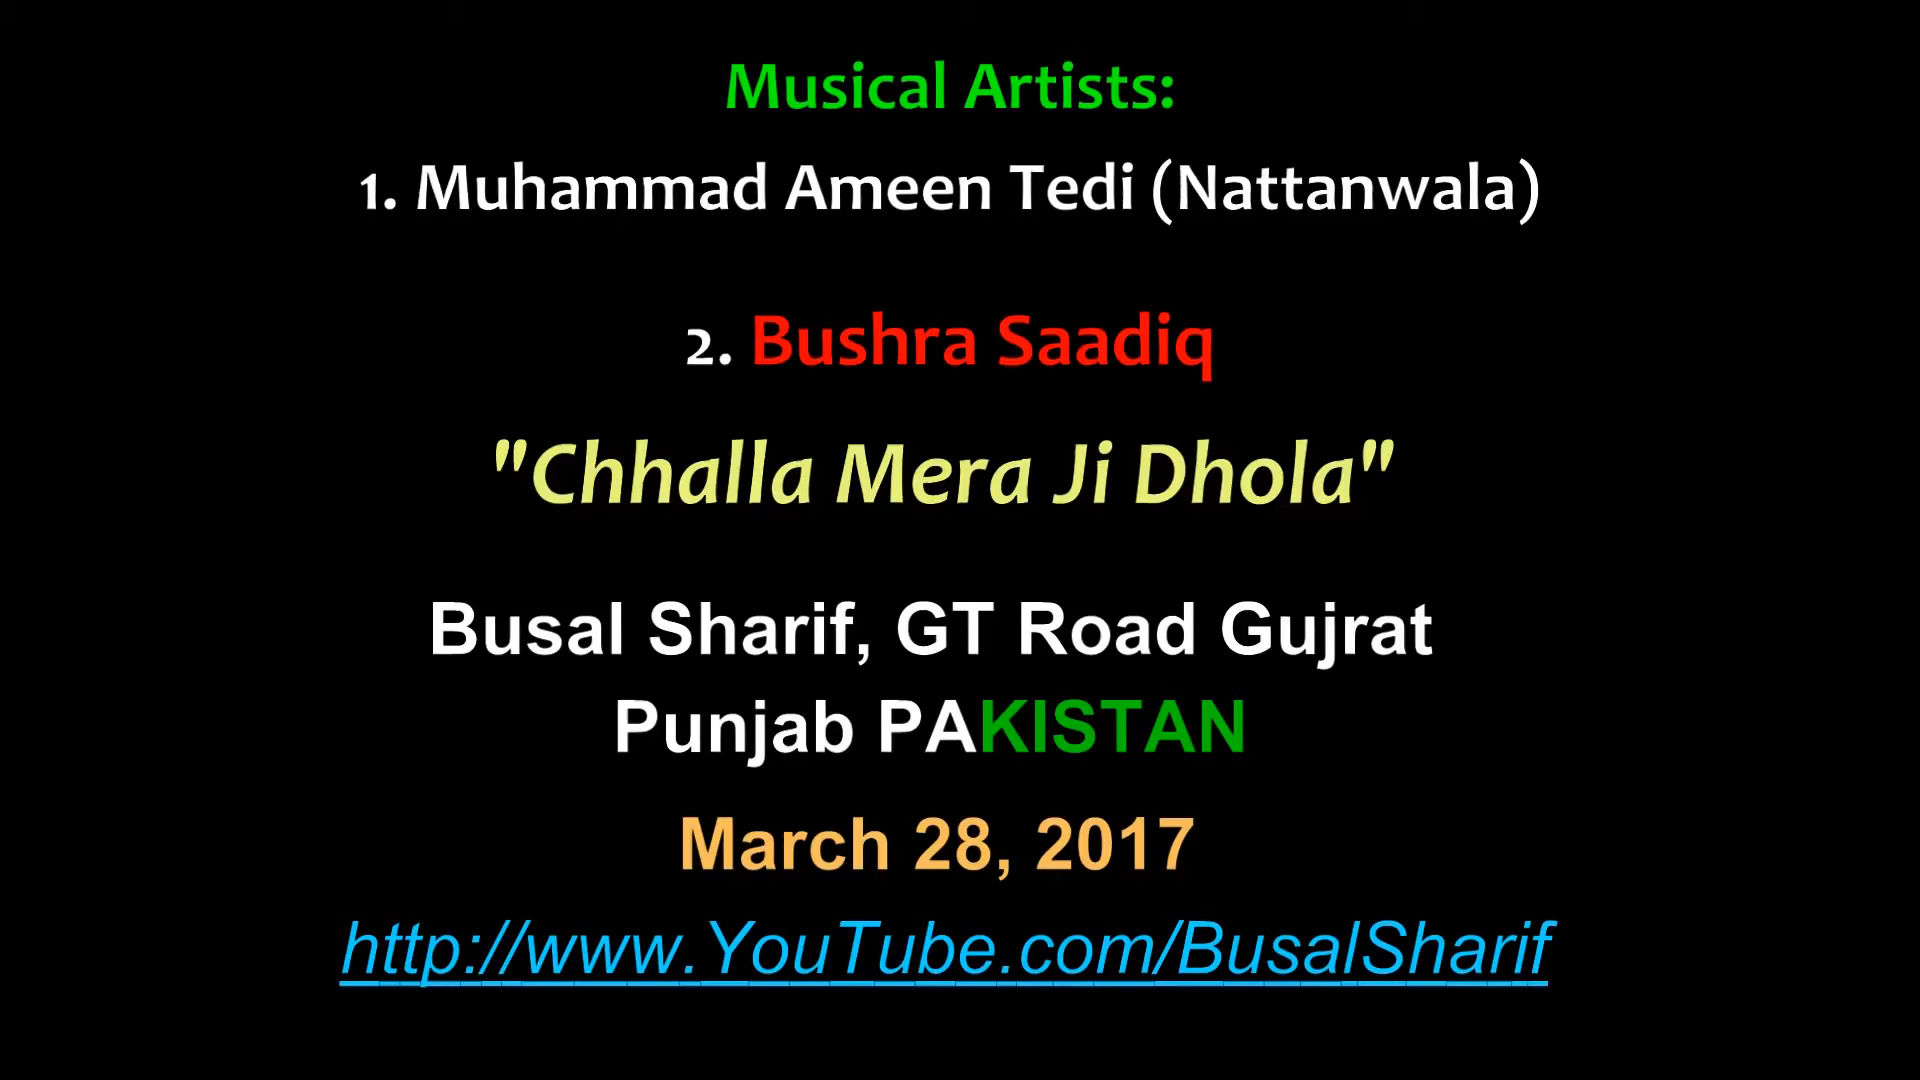 Musical Artists:
1. Muhammad Ameen Tedi (Nattanwala)
2. Bushra Saadiq
"Chhalla Mera Ji Dhola"
Busal Sharif, GT Road Gujrat
Punjab PAKISTAN
March 28, 2017
http://www.YouTube.com/BusalSharif